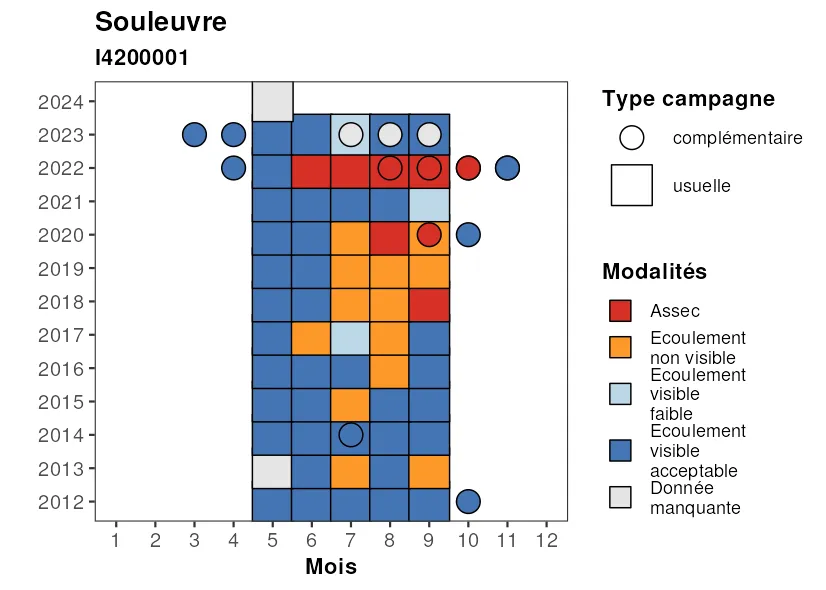 Souleuvre
I4200001
2024
2023
2022
2021
2020
2019
2018
2017
2016
2015
2014
2013
2012
1 2 3 4 5 6 7 8 9 10 11 12
Mois
Type campagne
complémentaire
usuelle
Modalités
Assec
Ecoulement
non visible
Ecoulement
visible
faible
Ecoulement
visible
acceptable
Donnée
manquante